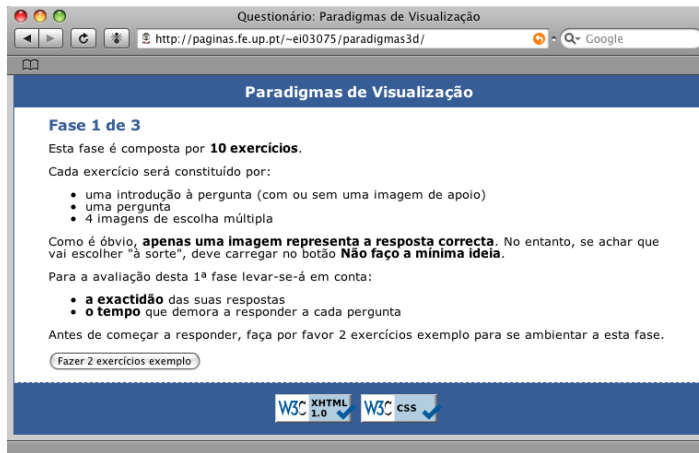 Questionário: Paradigmas de Visualização
http://paginas.fe.up.pt/~ei03075/paradigmas3d/
Google
Paradigmas de Visualização
Fase 1 de 3
Esta fase é composta por 10 exercícios.
Cada exercício será constituído por:
• uma introdução à pergunta (com ou sem uma imagem de apoio)
• uma pergunta
• 4 imagens de escolha múltipla
Como é óbvio, apenas uma imagem representa a resposta correcta. No entanto, se achar que
vai escolher "à sorte", deve carregar no botão Não faço a mínima ideia.
Para a avaliação desta 1ª fase levar-se-á em conta:
• a exactidão das suas respostas
• o tempo que demora a responder a cada pergunta
Antes de começar a responder, faça por favor 2 exercícios exemplo para se ambientar a esta fase.
Fazer 2 exercícios exemplo
W3C XHTML 1.0
W3C css